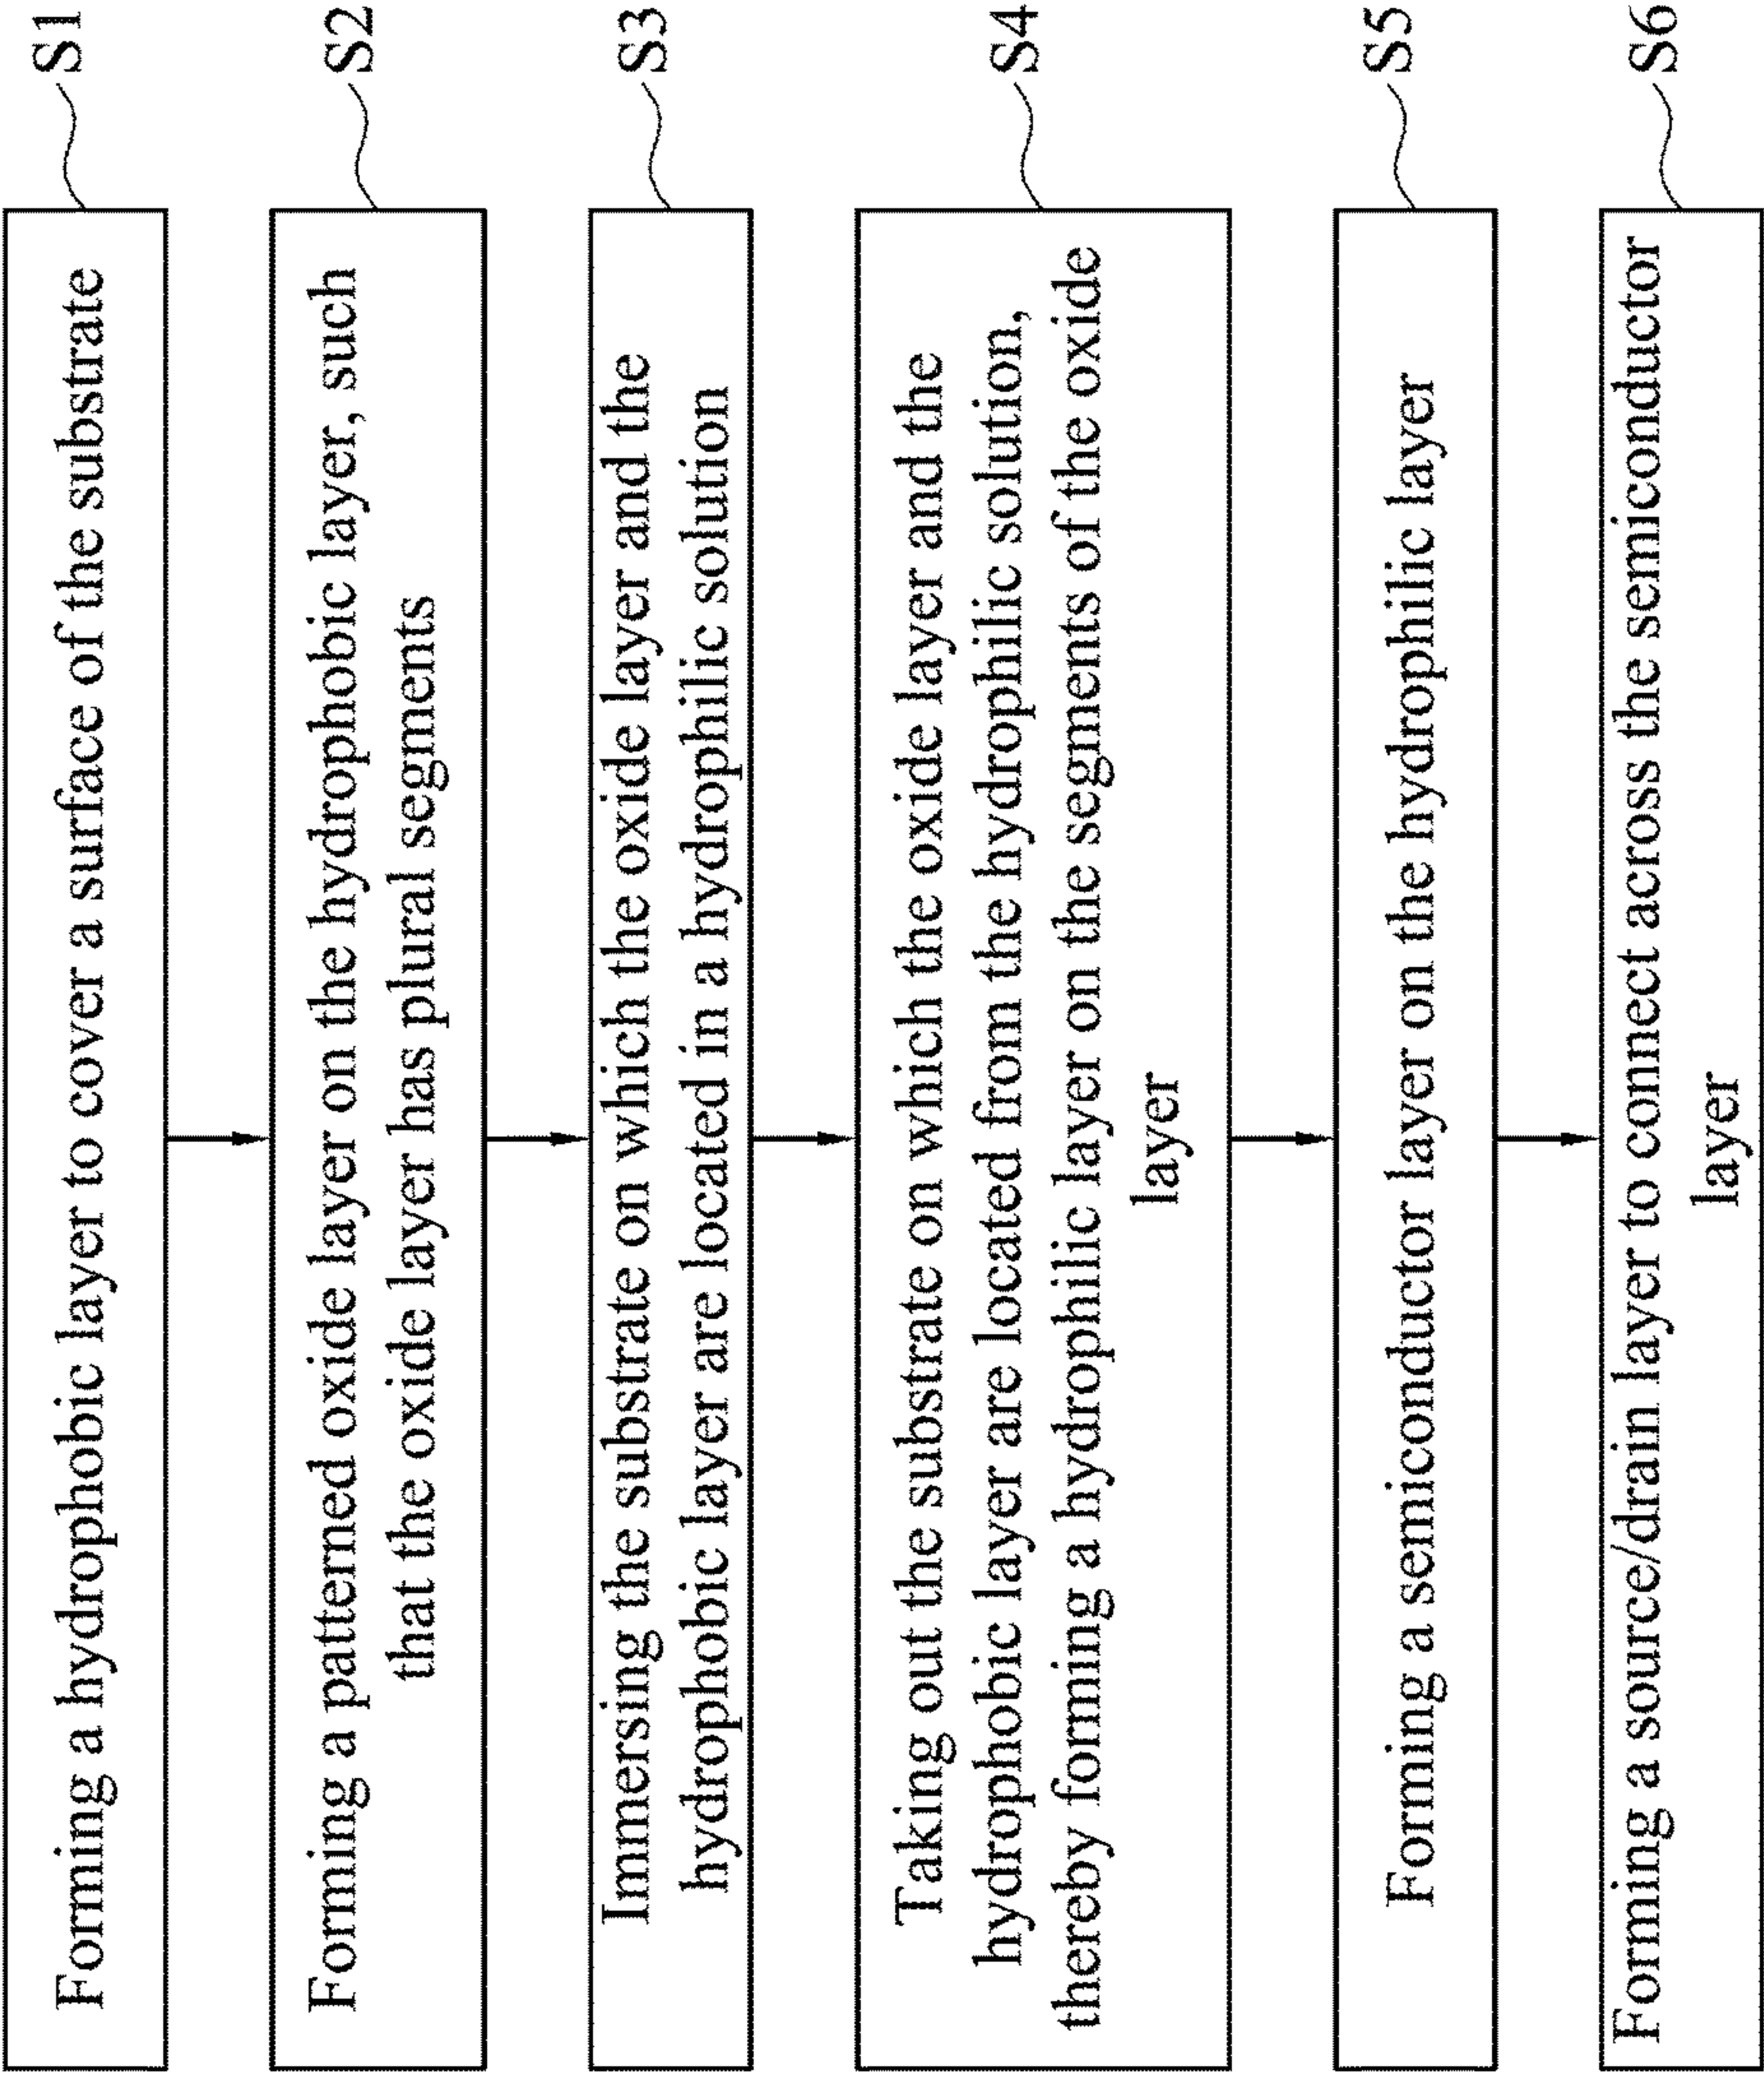 Forming a hydrophobic layer to cover a surface of the substrate
S1
Forming a patterned oxide layer on the hydrophobic layer, such
that the oxide layer has plural segments
S2
Immersing the substrate on which the oxide layer and the
hydrophobic layer are located in a hydrophilic solution
S3
Taking out the substrate on which the oxide layer and the
hydrophobic layer are located from the hydrophilic solution,
thereby forming a hydrophilic layer on the segments of the oxide
layer
S4
Forming a semiconductor layer on the hydrophilic layer
S5
Forming a source/drain layer to connect across the semiconductor
layer
S6